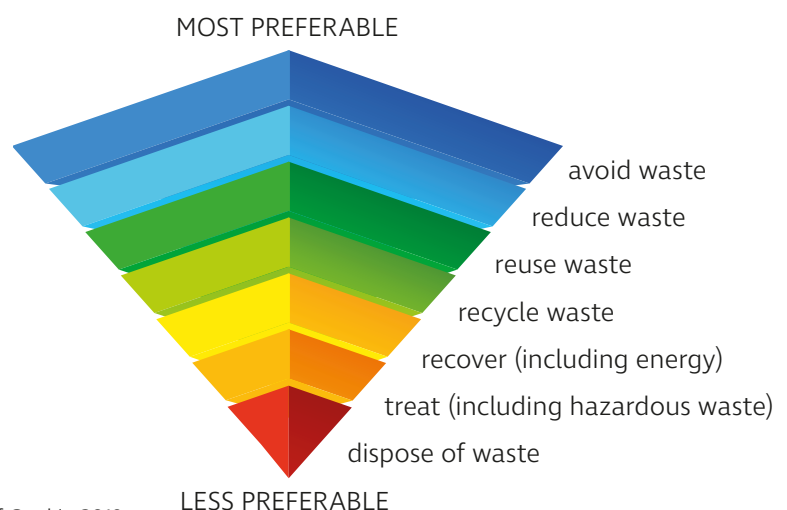 MOST PREFERABLE
avoid waste
reduce waste
reuse waste
recycle waste
recover (including energy)
treat (including hazardous waste)
dispose of waste
LESS PREFERABLE